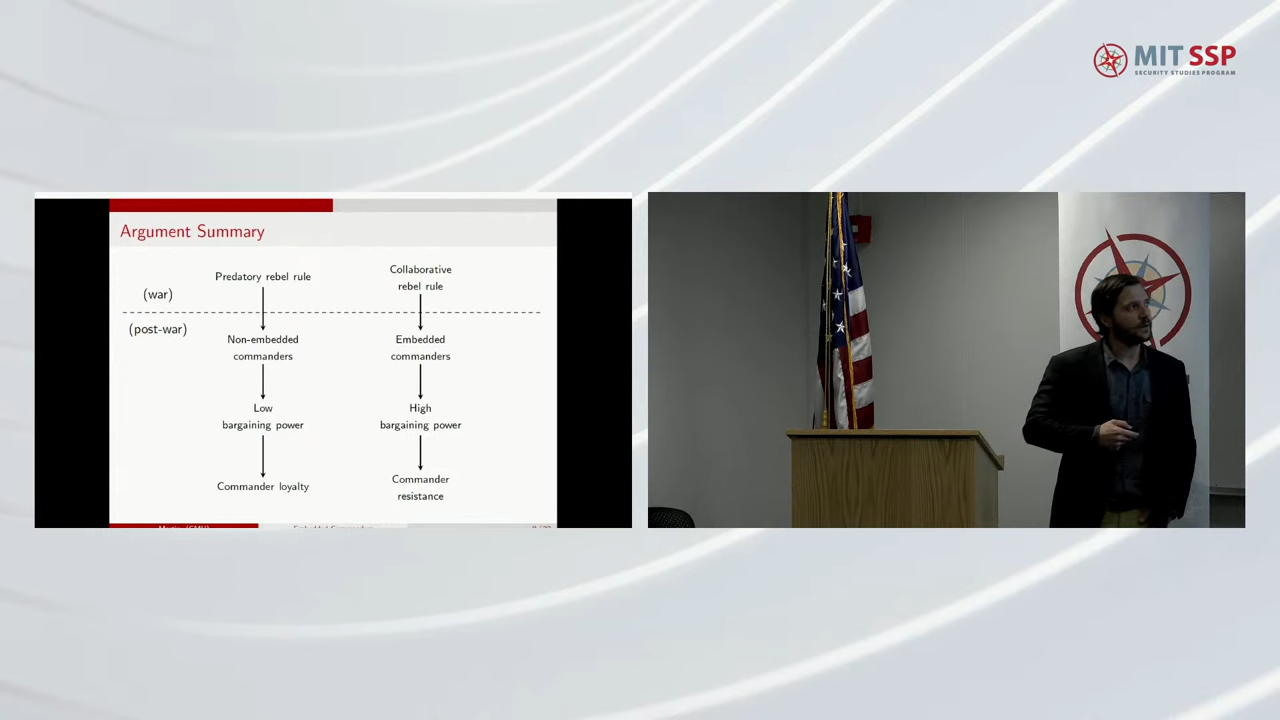 MIT SSP
SECURITY STUDIES PROGRAM
Argument Summary
(war)
Predatory rebel rule
Collaborative
rebel rule
(post-war)
Non-embedded
commanders
Embedded
commanders
Low
bargaining power
High
bargaining power
Commander loyalty
Commander
resistance